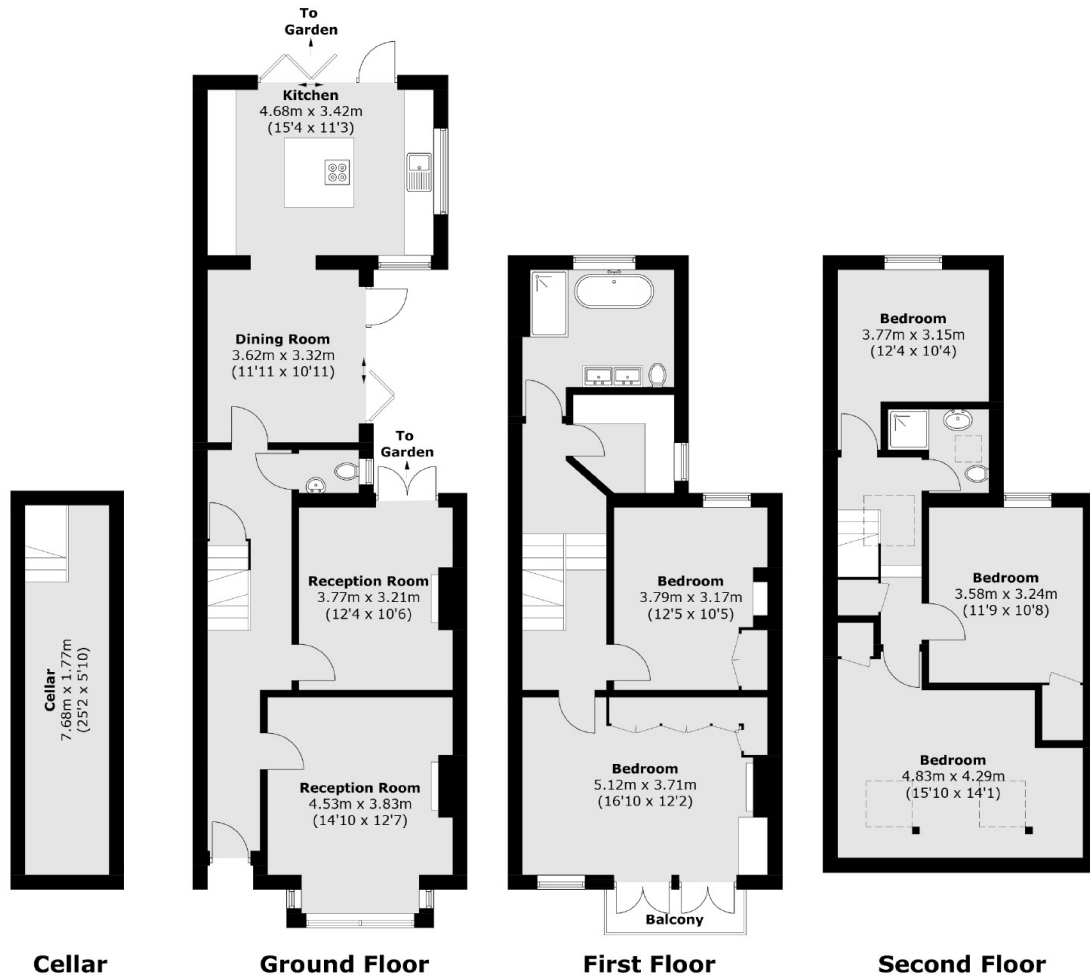 To
Garden
Kitchen
4.68m x 3.42m
(15'4 x 11'3)
Dining Room
3.62m x 3.32m
(11'11 x 10'11)
To
Garden
Reception Room
3.77m x 3.21m
(12'4 x 10'6)
Reception Room
4.53m x 3.83m
(14'10 x 12'7)
Cellar
7.68m x 1.77m
(25'2 x 5'10)
Bedroom
3.79m x 3.17m
(12'5 x 10'5)
Bedroom
5.12m x 3.71m
(16'10 x 12'2)
Balcony
Bedroom
3.77m x 3.15m
(12'4 x 10'4)
Bedroom
3.58m x 3.24m
(11'9 x 10'8)
Bedroom
4.83m x 4.29m
(15'10 x 14'1)
Cellar
Ground Floor
First Floor
Second Floor